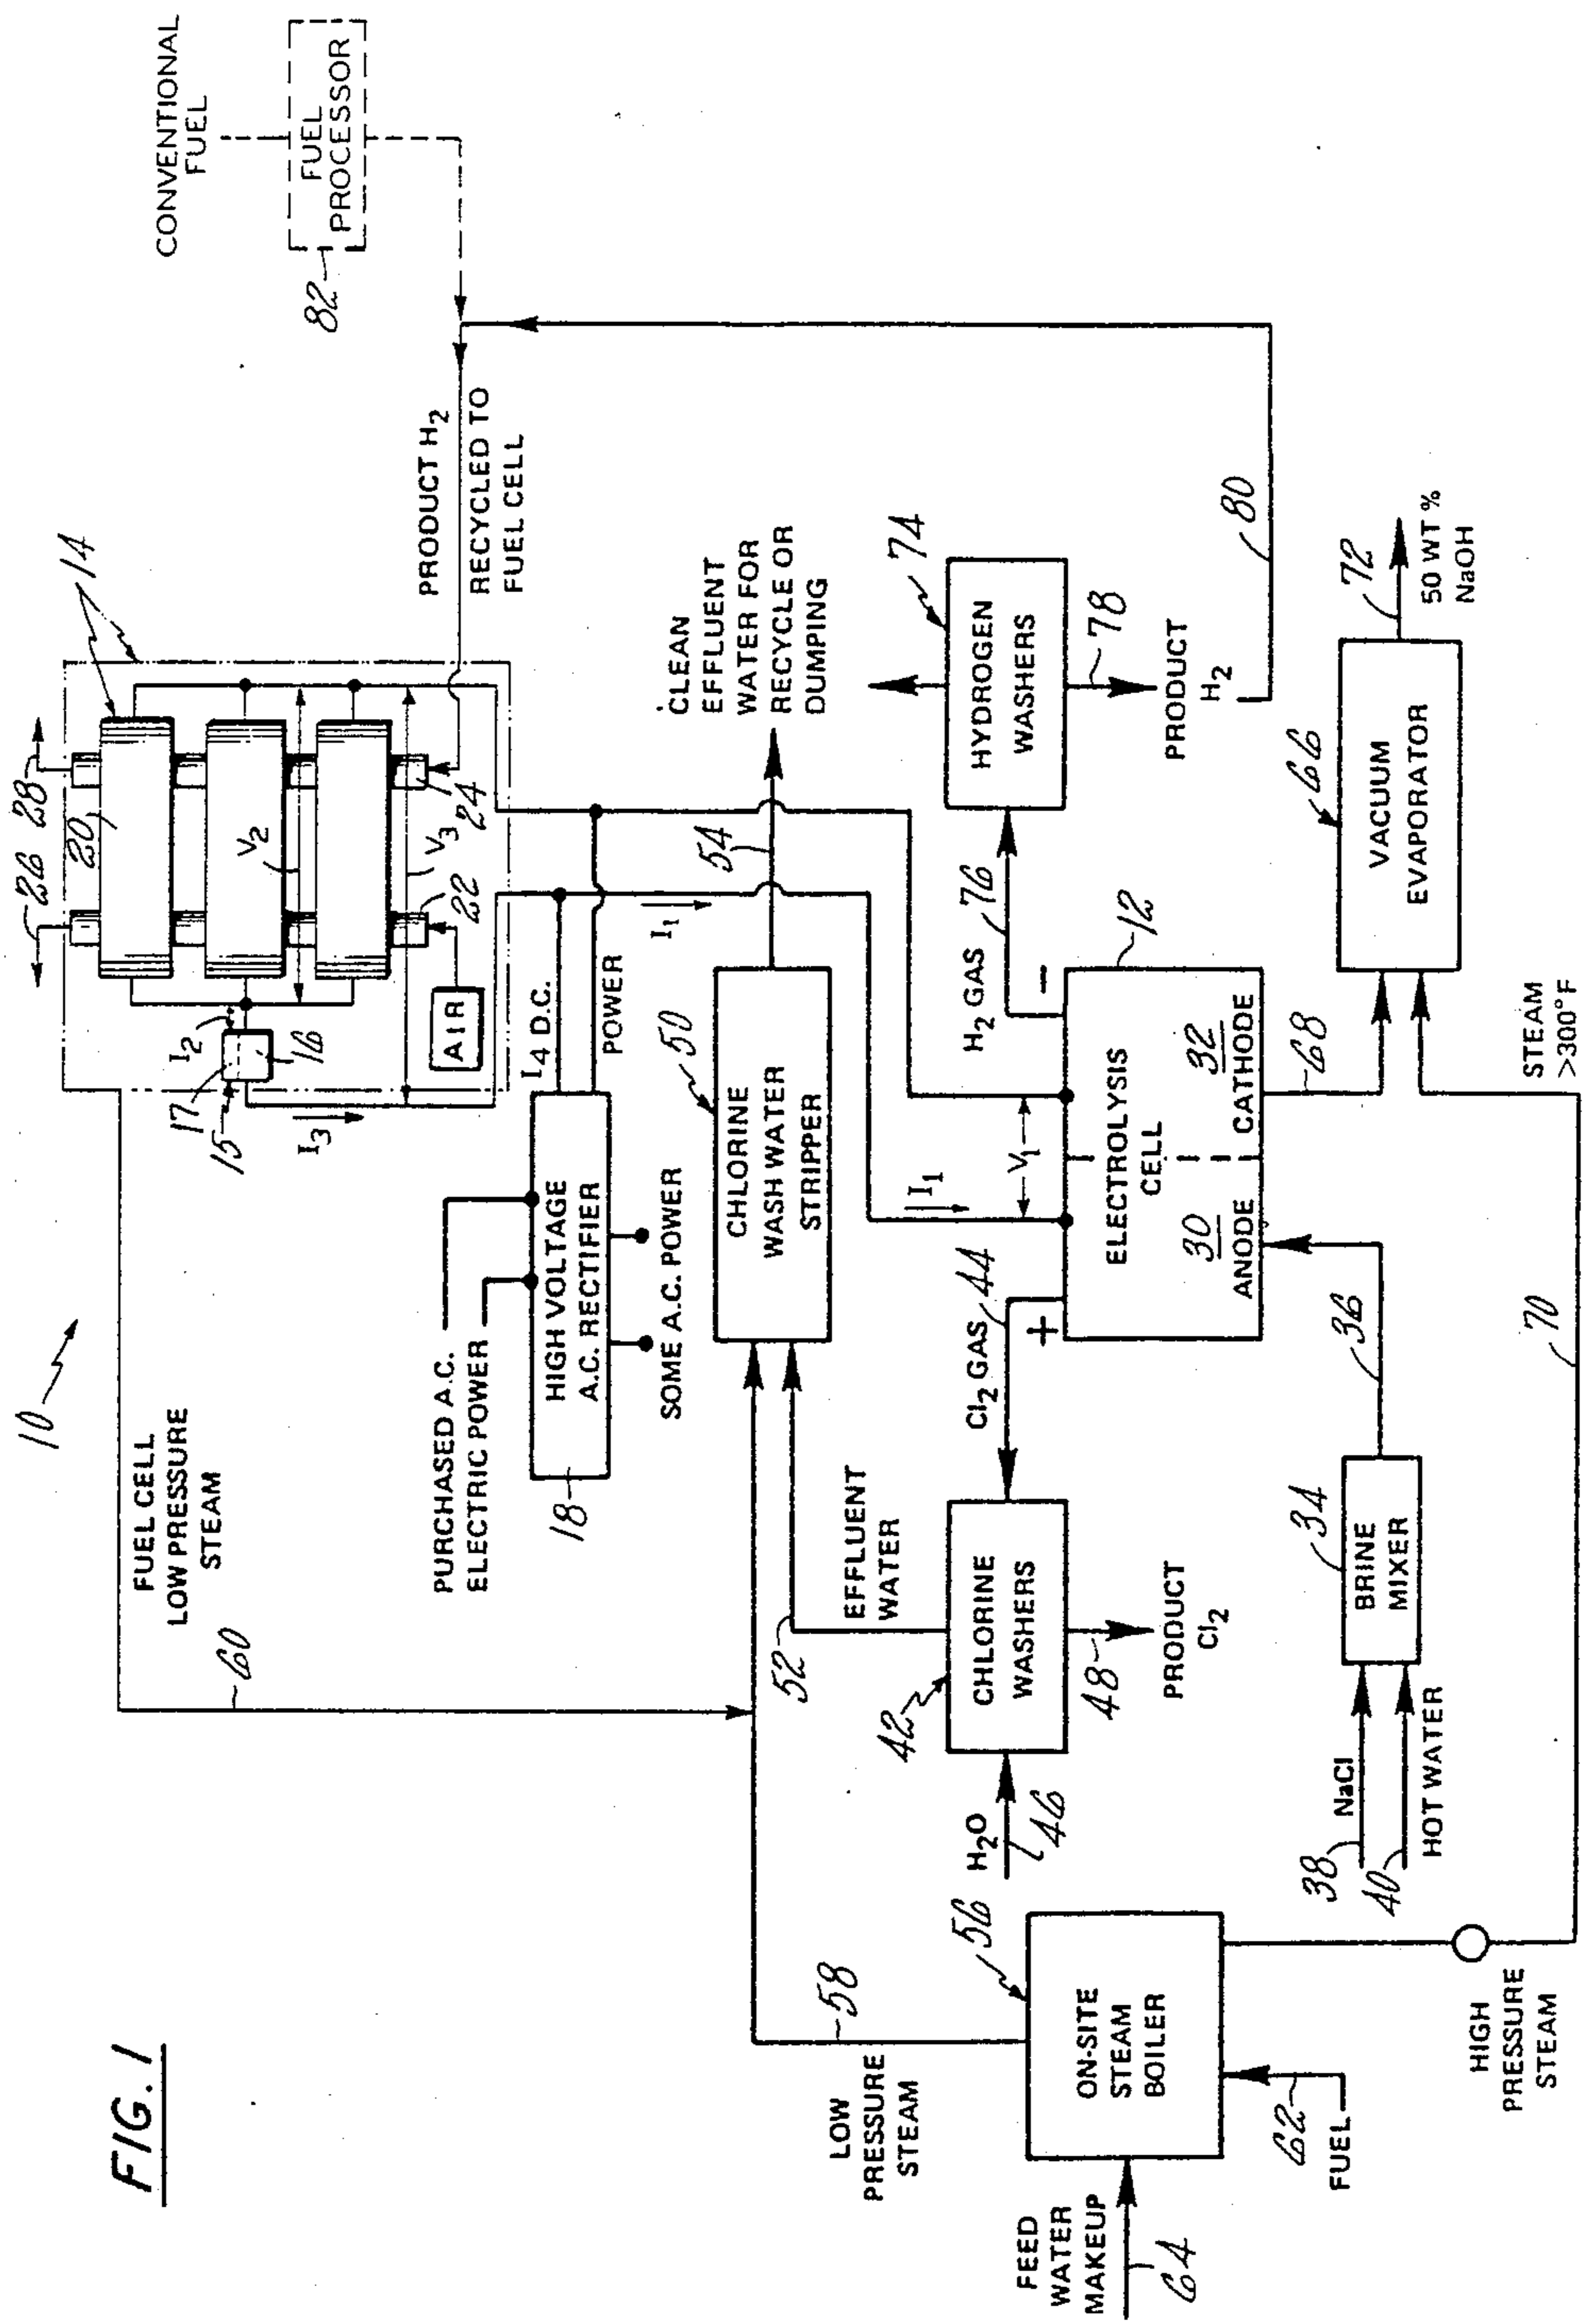 FIG. 1
10
FUEL CELL
LOW PRESSURE
STEAM
60
CONVENTIONAL
FUEL
FUEL
PROCESSOR
82
14
26
28
20
V2
V3
22
24
I2
17
16
15
I3
AIR
PRODUCT H2
RECYCLED TO
FUEL CELL
PURCHASED A.C.
ELECTRIC POWER
HIGH VOLTAGE
A.C. RECTIFIER
18
I4 D.C.
POWER
SOME A.C. POWER
I1
LOW
PRESSURE
STEAM
58
52
EFFLUENT
WATER
CHLORINE
WASH WATER
STRIPPER
50
54
CLEAN
EFFLUENT
WATER FOR
RECYCLE OR
DUMPING
H2O
46
42
CHLORINE
WASHERS
48
PRODUCT
Cl2
Cl2 GAS
44
H2 GAS
76
HYDROGEN
WASHERS
74
78
PRODUCT
H2
80
FEED
WATER
MAKEUP
64
ON-SITE
STEAM
BOILER
56
62
FUEL
+
I1
V1
−
12
ELECTROLYSIS
CELL
30
ANODE
32
CATHODE
38
NaCl
40
HOT WATER
BRINE
MIXER
34
36
68
VACUUM
EVAPORATOR
66
72
50 WT %
NaOH
HIGH
PRESSURE
STEAM
70
STEAM
>300°F